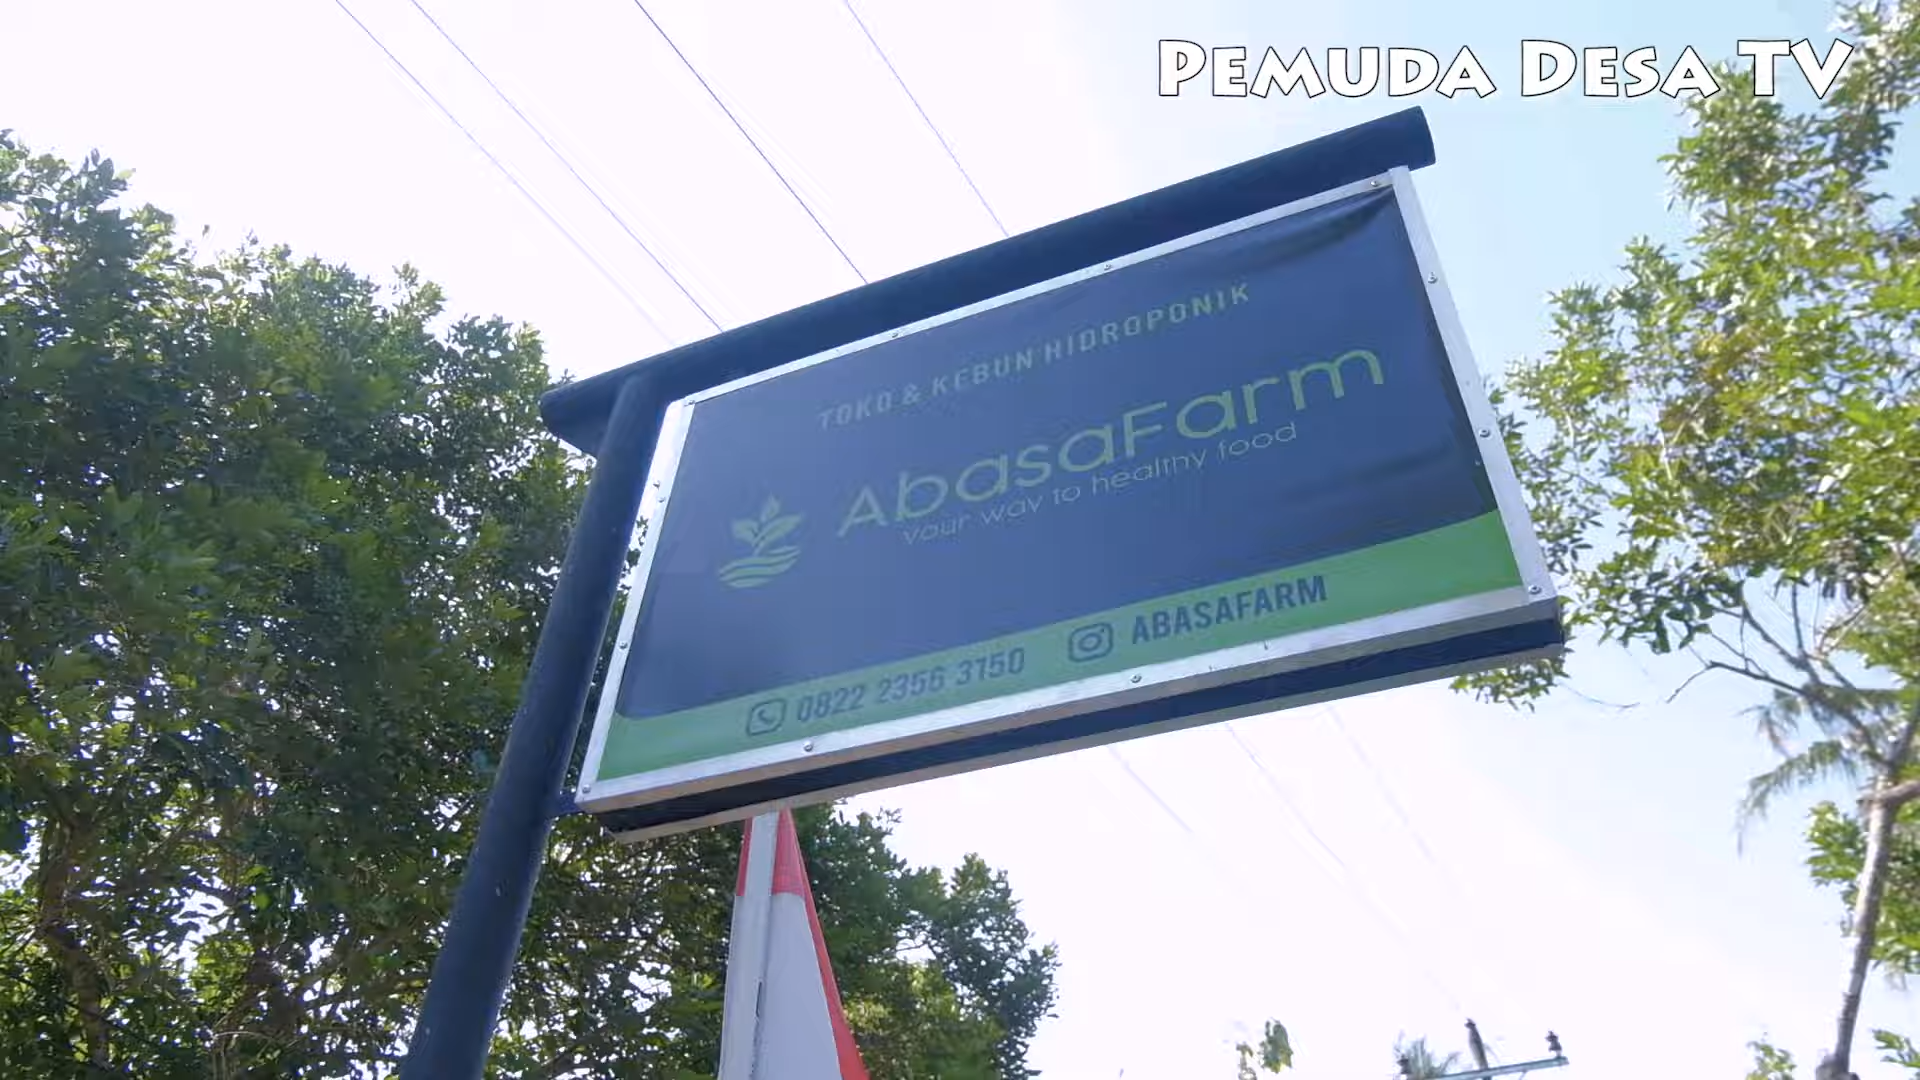 PEMUDA DESA TV
TOKO & KEBUN HIDROPONIK
AbasaFarm
your way to healthy food
0822 2356 3150 ABASAFARM